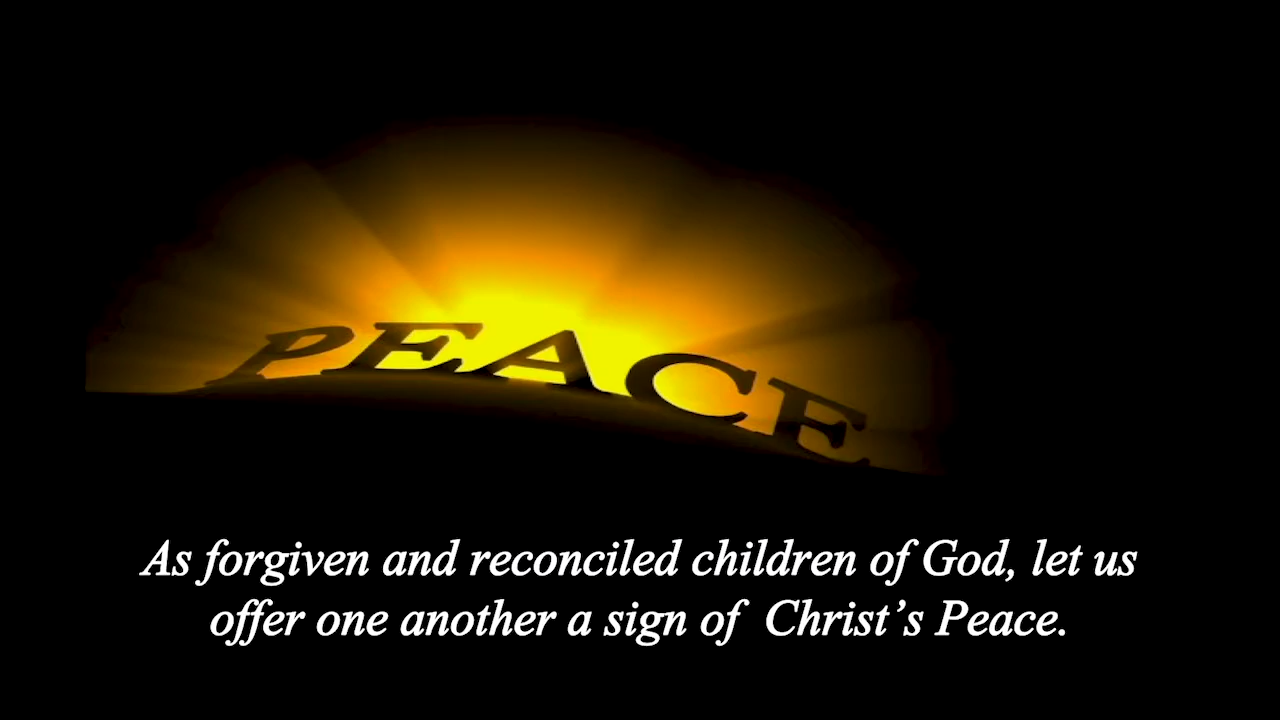 PEACE
As forgiven and reconciled children of God, let us
offer one another a sign of Christ’s Peace.